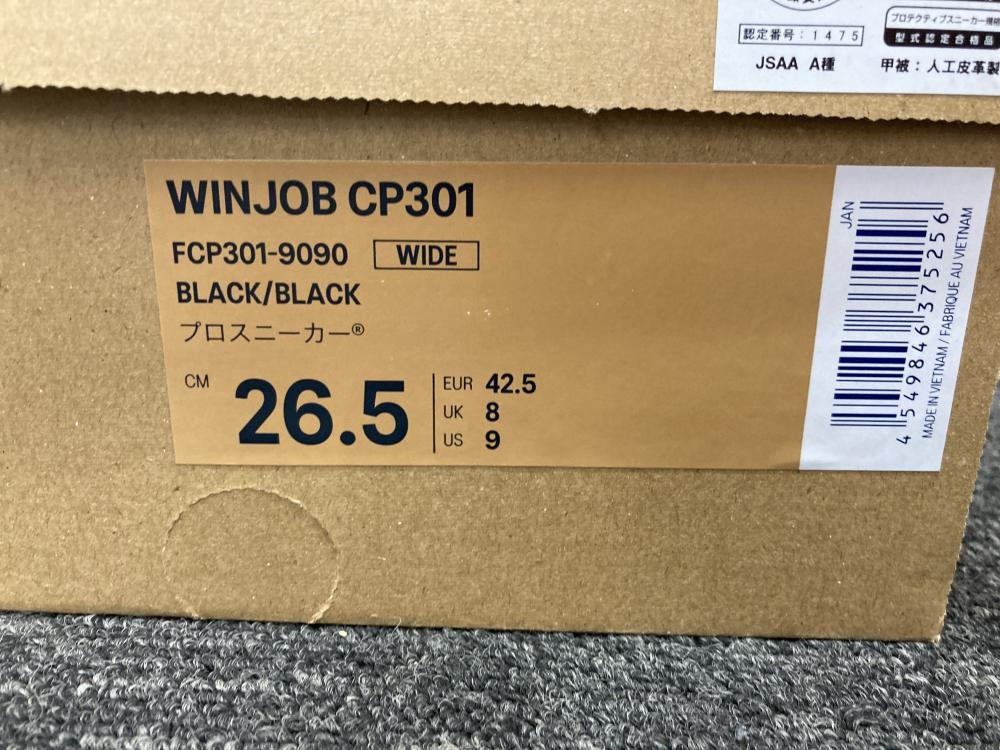 プロテクティブスニーカー規格
認定番号:1475
型式認定合格品
JSAA A種
甲被:人工皮革製
WINJOB CP301
FCP301-9090 WIDE
BLACK/BLACK
プロスニーカー®
CM 26.5
EUR 42.5
UK 8
US 9
JAN
4 549846 375256
MADE IN VIETNAM / FABRIQUE AU VIETNAM